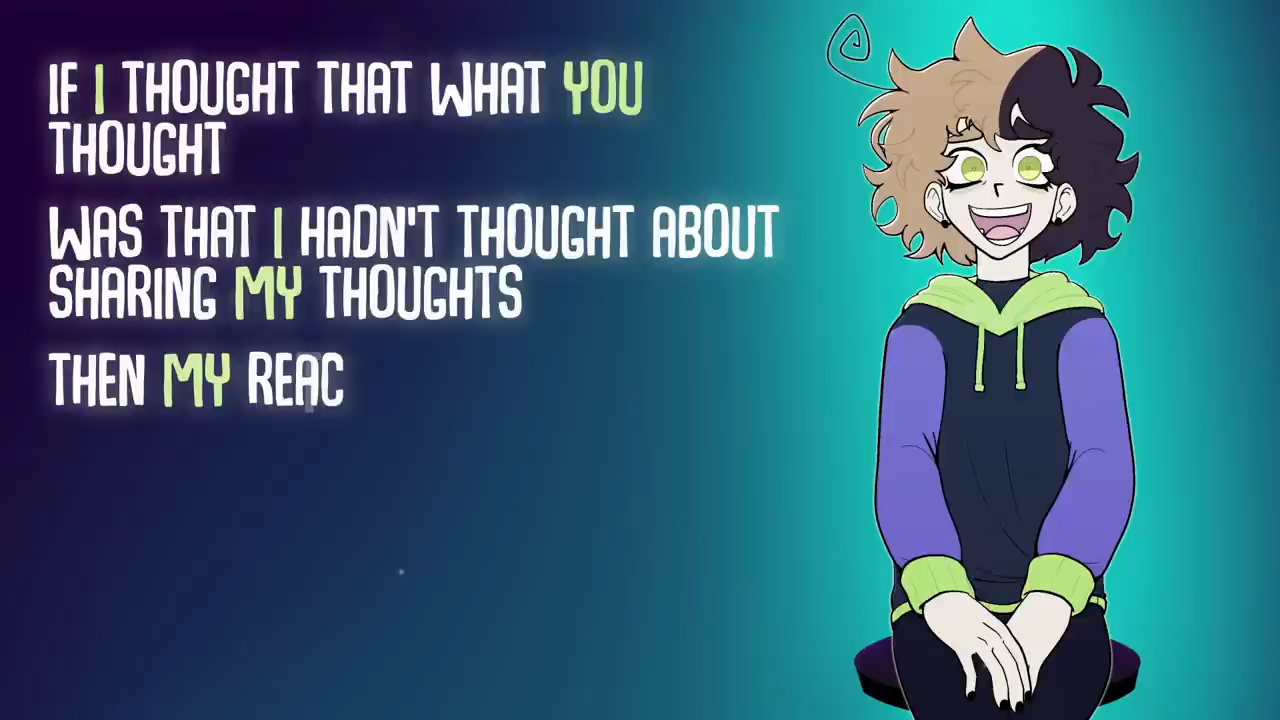 IF I THOUGHT THAT WHAT YOU
THOUGHT
WAS THAT I HADN'T THOUGHT ABOUT
SHARING MY THOUGHTS
THEN MY REAC